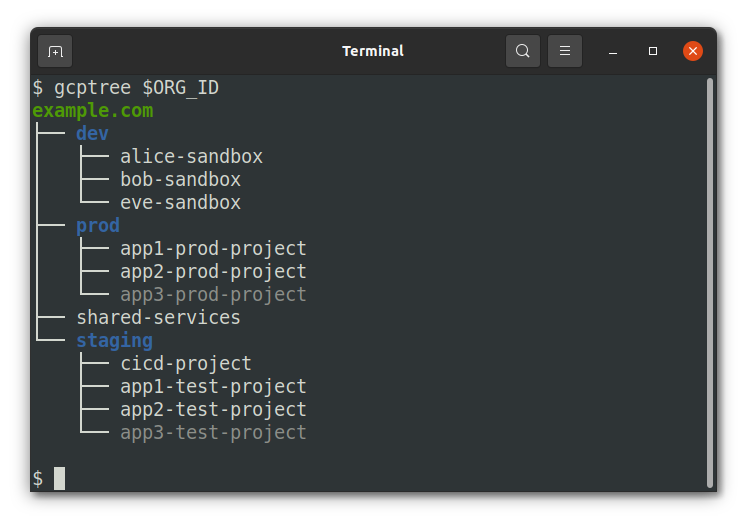 Terminal
$ gcptree $ORG_ID
example.com
├── dev
│   ├── alice-sandbox
│   ├── bob-sandbox
│   └── eve-sandbox
├── prod
│   ├── app1-prod-project
│   ├── app2-prod-project
│   └── app3-prod-project
├── shared-services
└── staging
    ├── cicd-project
    ├── app1-test-project
    ├── app2-test-project
    └── app3-test-project
$